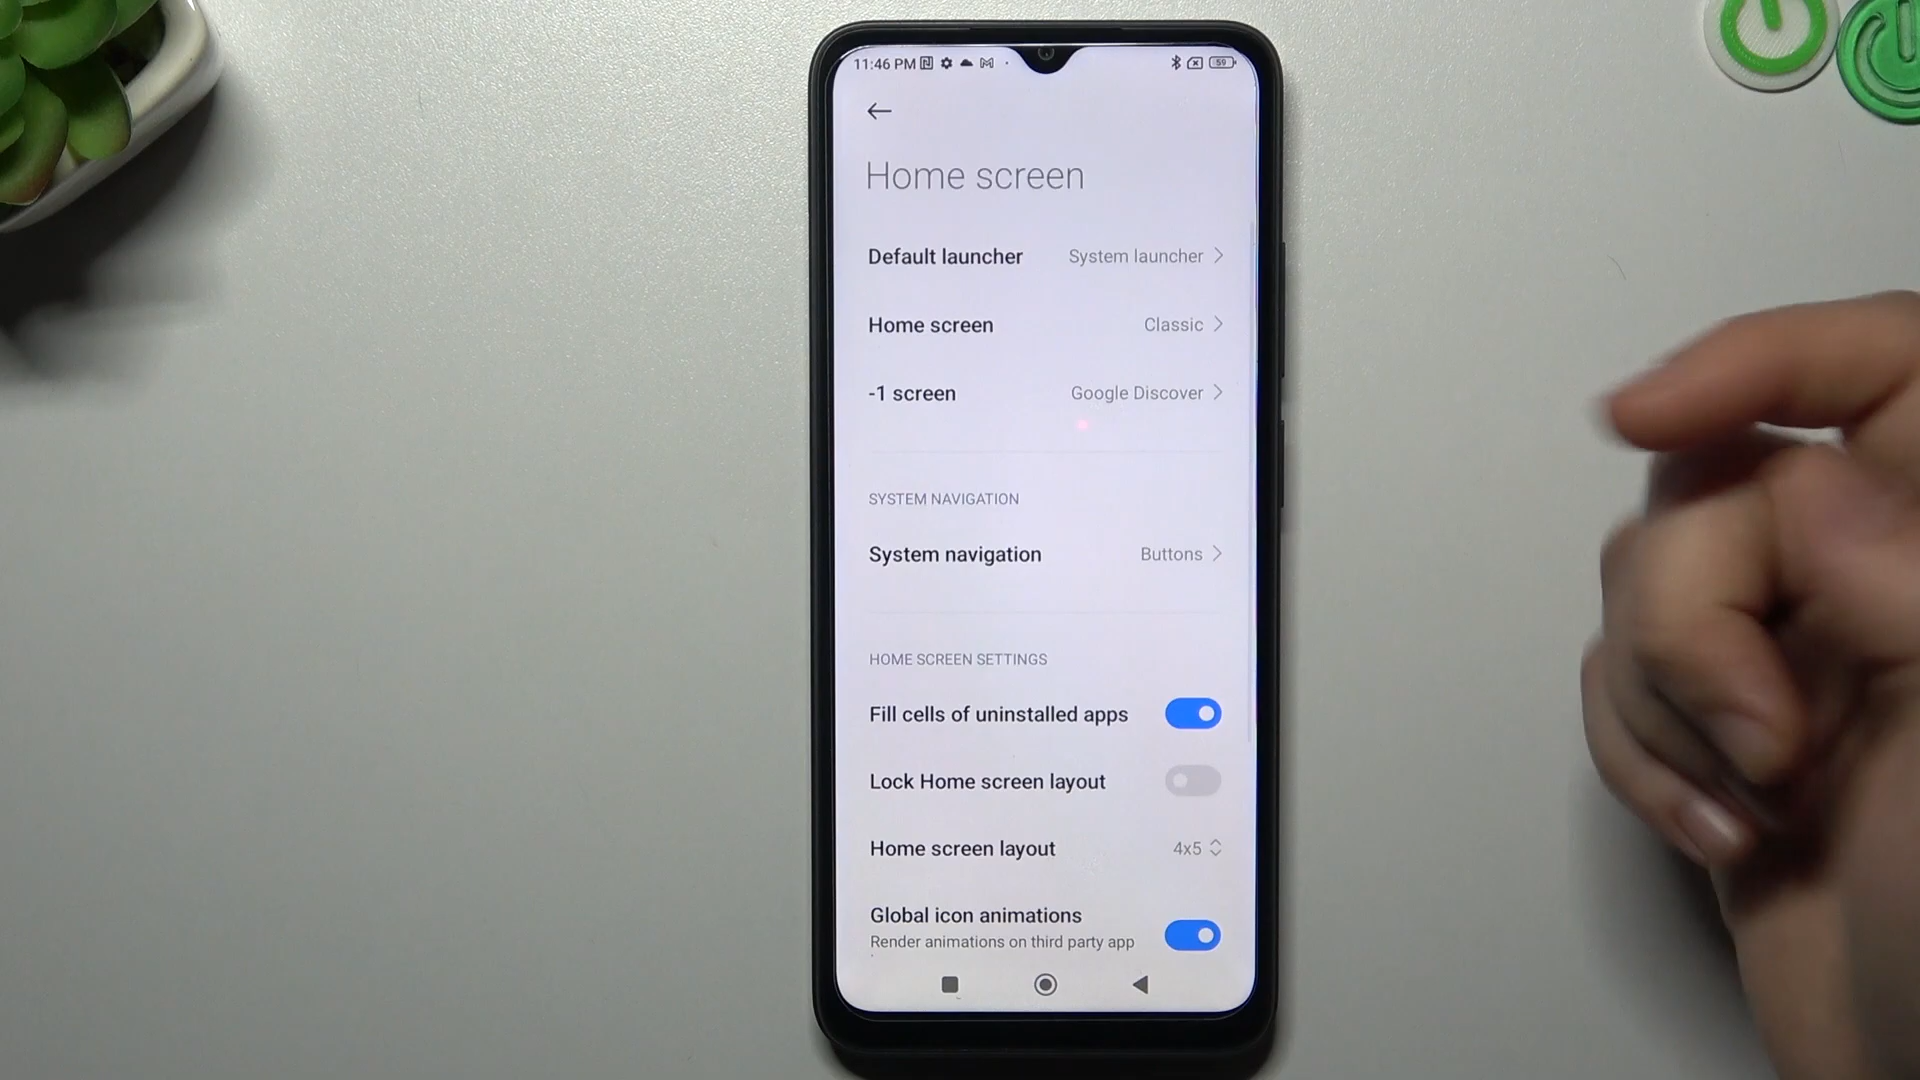 11:46 PM 59
Home screen
Default launcher System launcher
Home screen Classic
-1 screen Google Discover
SYSTEM NAVIGATION
System navigation Buttons
HOME SCREEN SETTINGS
Fill cells of uninstalled apps
Lock Home screen layout
Home screen layout 4x5
Global icon animations
Render animations on third party app